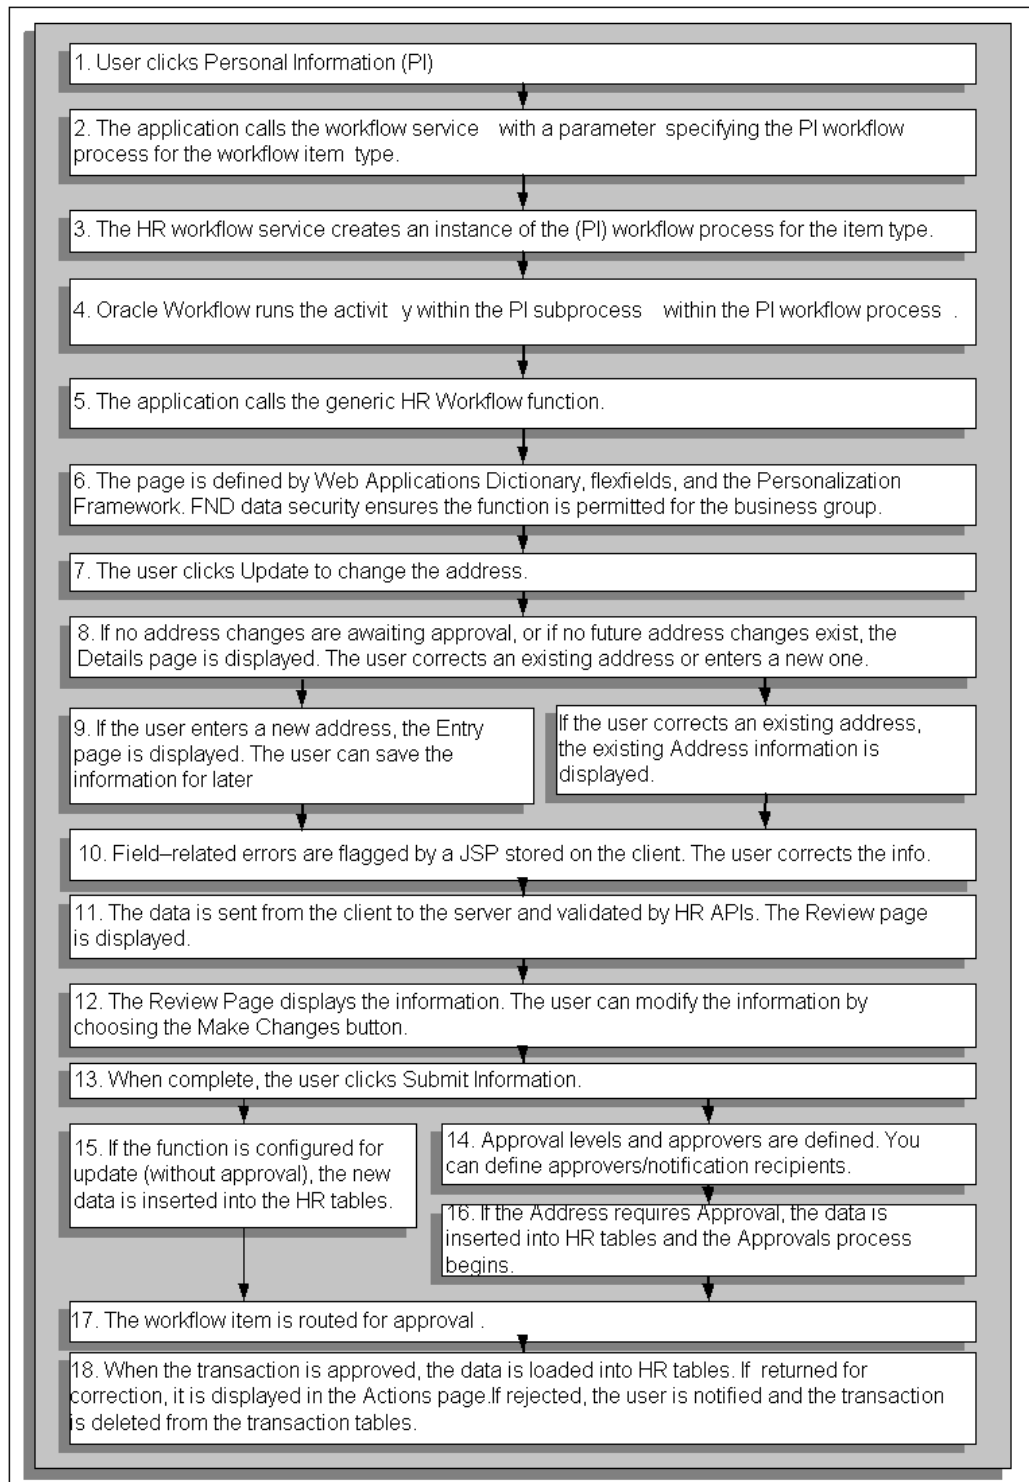 1. User clicks Personal Information (PI)
2. The application calls the workflow service with a parameter specifying the PI workflow
process for the workflow item type.
3. The HR workflow service creates an instance of the (PI) workflow process for the item type.
4. Oracle Workflow runs the activit y within the PI subprocess within the PI workflow process .
5. The application calls the generic HR Workflow function.
6. The page is defined by Web Applications Dictionary, flexfields, and the Personalization
Framework. FND data security ensures the function is permitted for the business group.
7. The user clicks Update to change the address.
8. If no address changes are awaiting approval, or if no future address changes exist, the
Details page is displayed. The user corrects an existing address or enters a new one.
9. If the user enters a new address, the Entry
page is displayed. The user can save the
information for later
If the user corrects an existing address,
the existing Address information is
displayed.
10. Field–related errors are flagged by a JSP stored on the client. The user corrects the info.
11. The data is sent from the client to the server and validated by HR APIs. The Review page
is displayed.
12. The Review Page displays the information. The user can modify the information by
choosing the Make Changes button.
13. When complete, the user clicks Submit Information.
15. If the function is configured for
update (without approval), the new
data is inserted into the HR tables.
14. Approval levels and approvers are defined. You
can define approvers/notification recipients.
16. If the Address requires Approval, the data is
inserted into HR tables and the Approvals process
begins.
17. The workflow item is routed for approval .
18. When the transaction is approved, the data is loaded into HR tables. If returned for
correction, it is displayed in the Actions page.If rejected, the user is notified and the transaction
is deleted from the transaction tables.